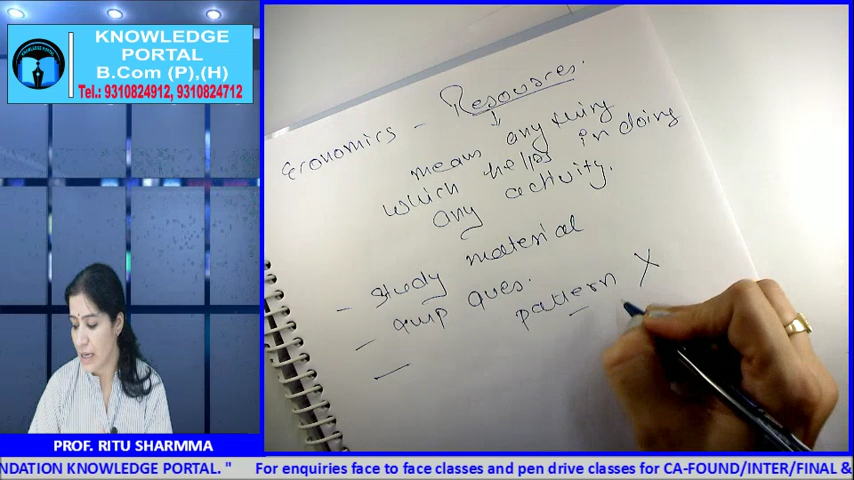 KNOWLEDGE
PORTAL
B.Com (P),(H)
Tel.: 9310824912, 9310824712
Economics - Resources.
means any thing
which helps in doing
any activity.
- study material
- qmp ques.
pattern X
-
PROF. RITU SHARMMA
NDATION KNOWLEDGE PORTAL. " For enquiries face to face classes and pen drive classes for CA-FOUND/INTER/FINAL &